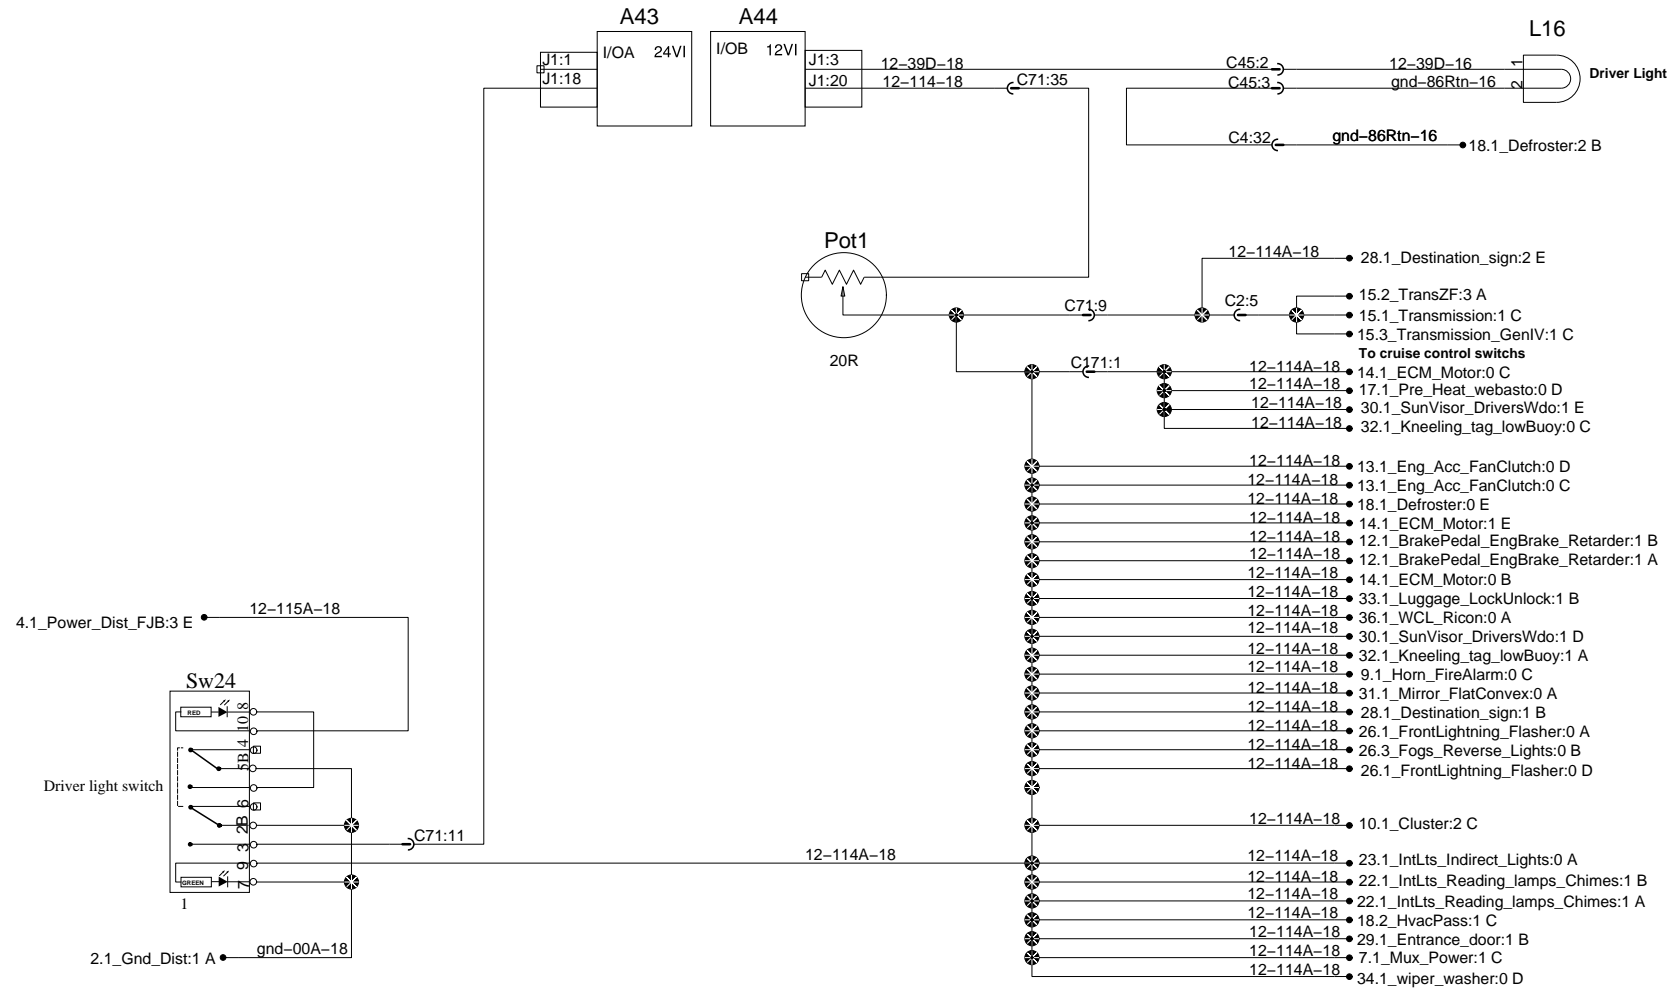 A43
A44
L16
I/OA 24VI
I/OB 12VI
J1:1
J1:18
J1:3
J1:20
12-39D-18
12-114-18
C71:35
C45:2
C45:3
12-39D-16
gnd-86Rtn-16
1
2
Driver Light
C4:32
gnd-86Rtn-16
18.1_Defroster:2 B
Pot1
20R
12-114A-18
28.1_Destination_sign:2 E
C71:9
C2:5
15.2_TransZF:3 A
15.1_Transmission:1 C
15.3_Transmission_GenIV:1 C
To cruise control switchs
C171:1
12-114A-18 14.1_ECM_Motor:0 C
12-114A-18 17.1_Pre_Heat_webasto:0 D
12-114A-18 30.1_SunVisor_DriversWdo:1 E
12-114A-18 32.1_Kneeling_tag_lowBuoy:0 C
12-114A-18 13.1_Eng_Acc_FanClutch:0 D
12-114A-18 13.1_Eng_Acc_FanClutch:0 C
12-114A-18 18.1_Defroster:0 E
12-114A-18 14.1_ECM_Motor:1 E
12-114A-18 12.1_BrakePedal_EngBrake_Retarder:1 B
12-114A-18 12.1_BrakePedal_EngBrake_Retarder:1 A
12-114A-18 14.1_ECM_Motor:0 B
12-114A-18 33.1_Luggage_LockUnlock:1 B
12-114A-18 36.1_WCL_Ricon:0 A
12-114A-18 30.1_SunVisor_DriversWdo:1 D
12-114A-18 32.1_Kneeling_tag_lowBuoy:1 A
12-114A-18 9.1_Horn_FireAlarm:0 C
12-114A-18 31.1_Mirror_FlatConvex:0 A
12-114A-18 28.1_Destination_sign:1 B
12-114A-18 26.1_FrontLightning_Flasher:0 A
12-114A-18 26.3_Fogs_Reverse_Lights:0 B
12-114A-18 26.1_FrontLightning_Flasher:0 D
12-114A-18 10.1_Cluster:2 C
12-114A-18 23.1_IntLts_Indirect_Lights:0 A
12-114A-18 22.1_IntLts_Reading_lamps_Chimes:1 B
12-114A-18 22.1_IntLts_Reading_lamps_Chimes:1 A
12-114A-18 18.2_HvacPass:1 C
12-114A-18 29.1_Entrance_door:1 B
12-114A-18 7.1_Mux_Power:1 C
12-114A-18 34.1_wiper_washer:0 D
12-115A-18
4.1_Power_Dist_FJB:3 E
Sw24
RED
8
10
4
5B
6
2B
3
9
7
GREEN
1
Driver light switch
C71:11
12-114A-18
gnd-00A-18
2.1_Gnd_Dist:1 A